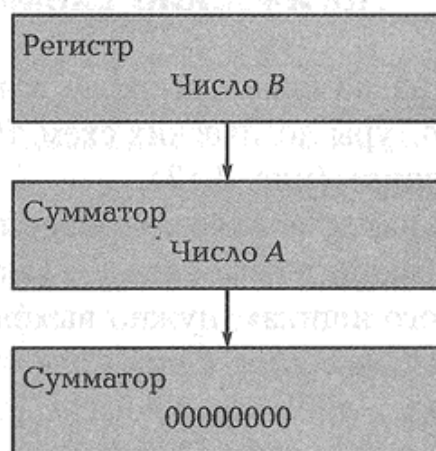 Регистр
Число B
Сумматор
Число A
Сумматор
00000000